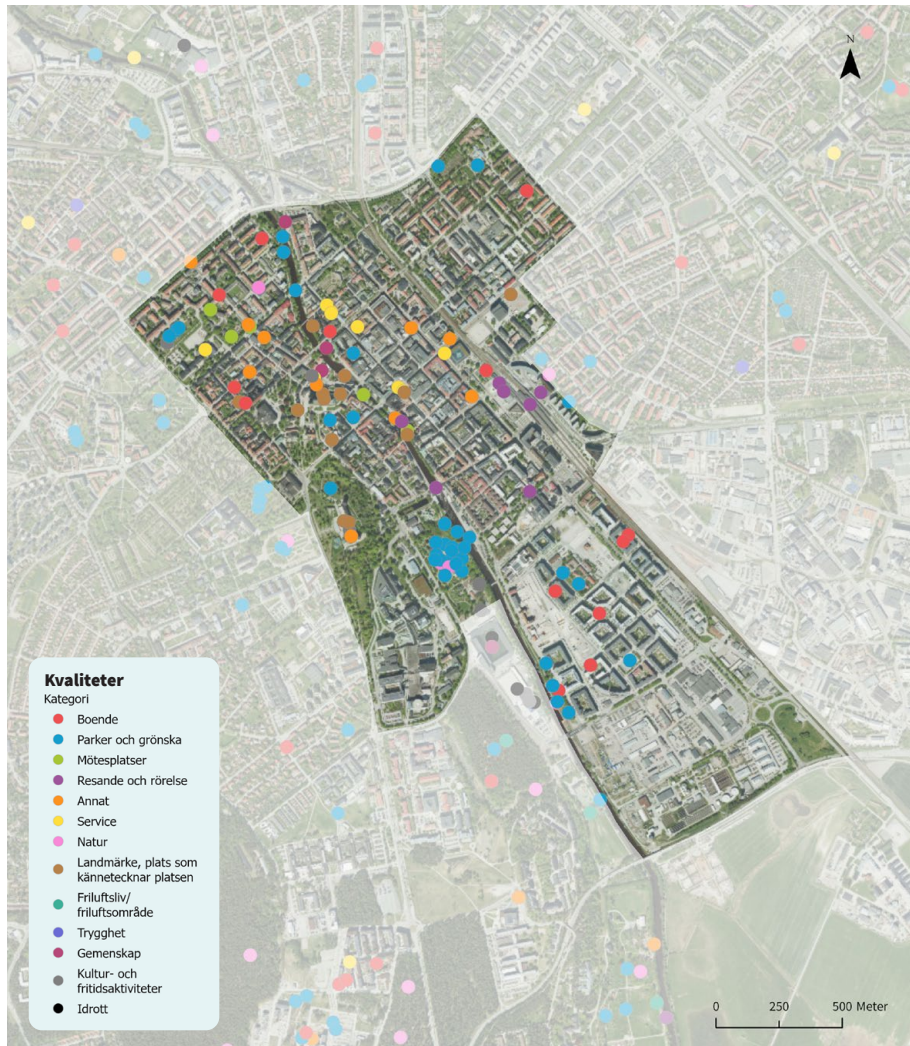 N
Kvaliteter
Kategori
Boende
Parker och grönska
Mötesplatser
Resande och rörelse
Annat
Service
Natur
Landmärke, plats som
kännetecknar platsen
Friluftsliv/
friluftsområde
Trygghet
Gemenskap
Kultur- och
fritidsaktiviteter
Idrott
0 250 500 Meter